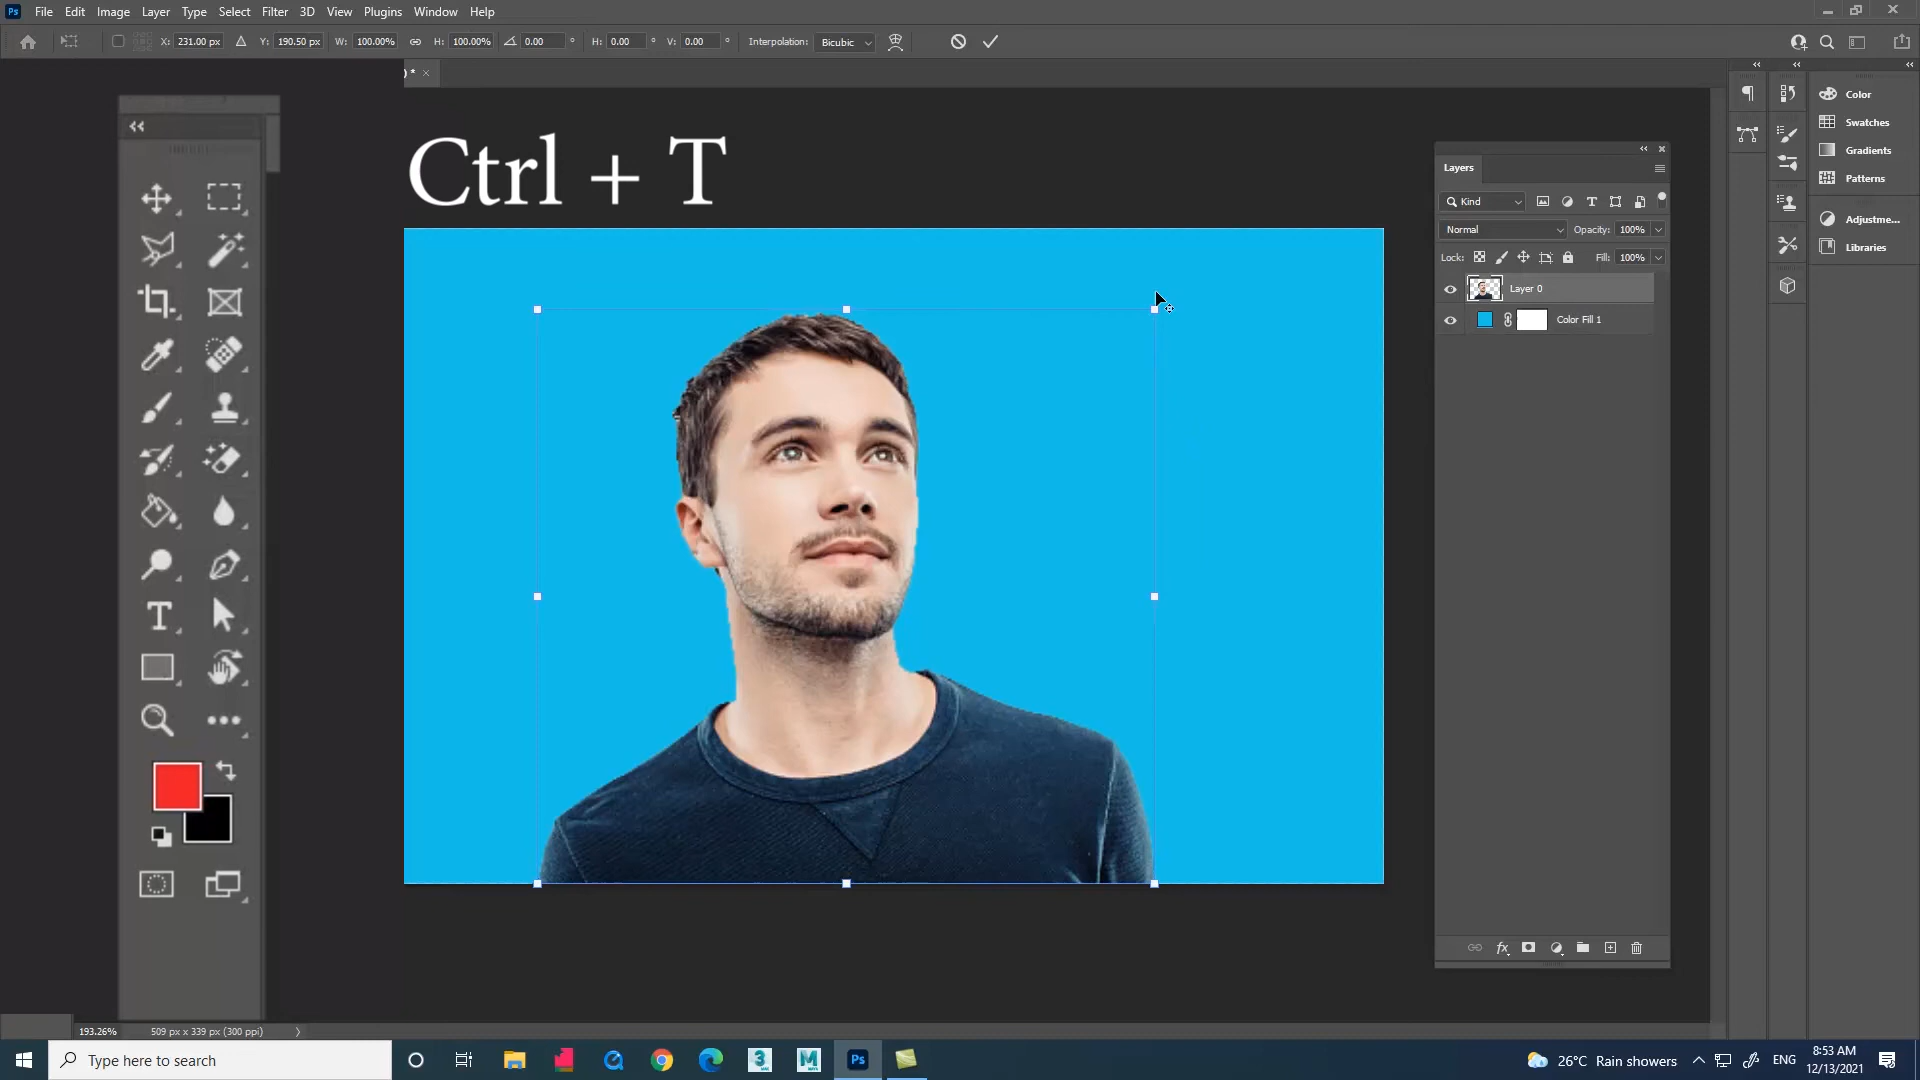 Ps File Edit Image Layer Type Select Filter 3D View Plugins Window Help
X: 231.00 px Y: 190.50 px W: 100.00% H: 100.00% 0.00 ° H: 0.00 ° V: 0.00 ° Interpolation: Bicubic
) * ×
Ctrl + T
Layers
Kind
Normal Opacity: 100%
Lock: Fill: 100%
Layer 0
Color Fill 1
Color
Swatches
Gradients
Patterns
Adjustme...
Libraries
193.26% 509 px x 339 px (300 ppi)
Type here to search
3
M
Ps
26°C Rain showers
ENG
8:53 AM
12/13/2021